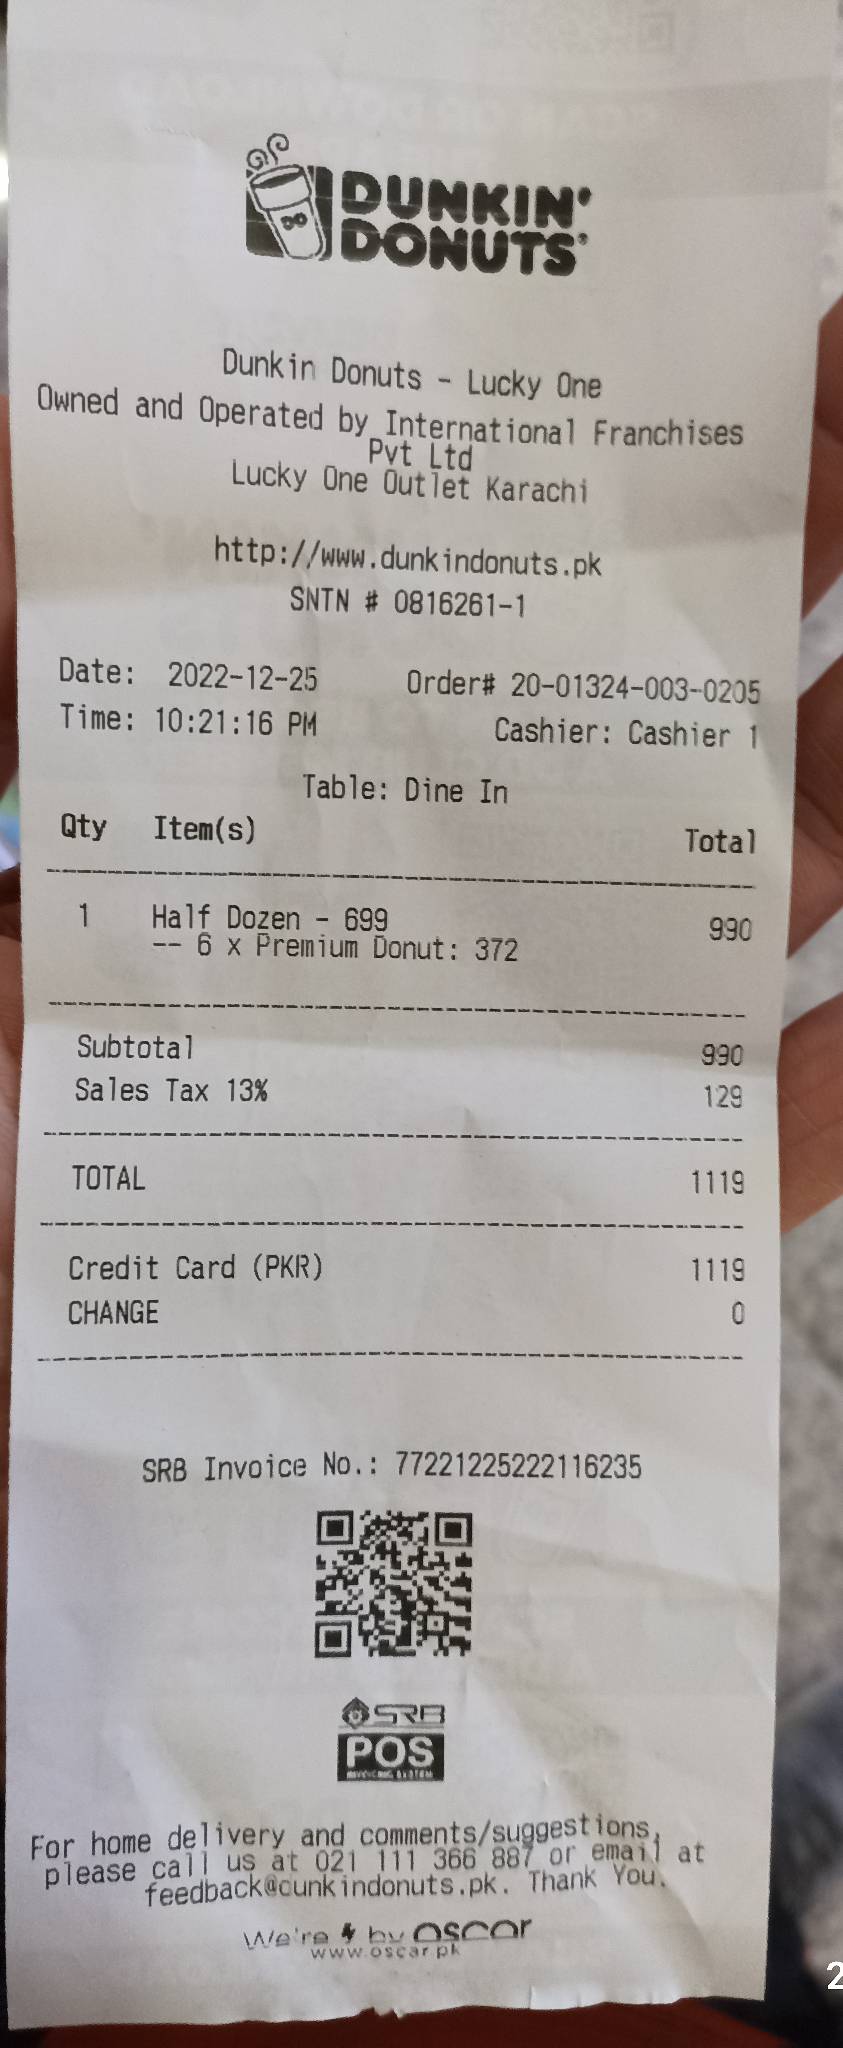 DUNKIN'
DONUTS
Dunkin Donuts - Lucky One
Owned and Operated by International Franchises
Pvt Ltd
Lucky One Outlet Karachi
http://www.dunkindonuts.pk
SNTN # 0816261-1
Date: 2022-12-25 Order# 20-01324-003-0205
Time: 10:21:16 PM Cashier: Cashier 1
Table: Dine In
Qty Item(s) Total
1 Half Dozen - 699 990
-- 6 x Premium Donut: 372
Subtotal 990
Sales Tax 13% 129
TOTAL 1119
Credit Card (PKR) 1119
CHANGE 0
SRB Invoice No.: 77221225222116235
SRB
POS
INVOICING SYSTEM
For home delivery and comments/suggestions,
please call us at 021 111 366 887 or email at
feedback@dunkindonuts.pk. Thank You.
We're by oscar
www.oscar.pk
2